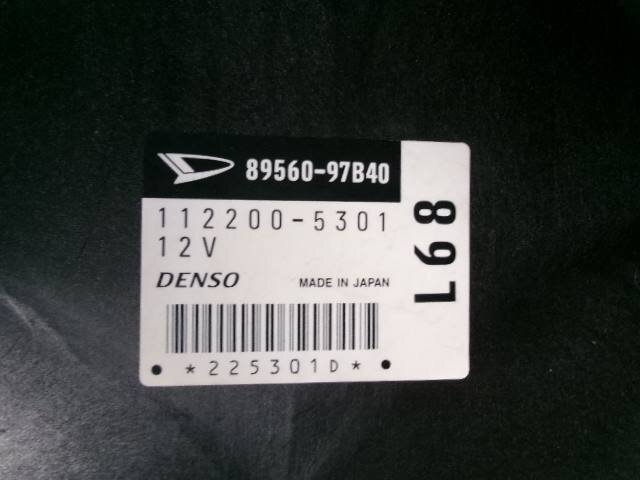 89560-97B40
112200-5301
12V
DENSO MADE IN JAPAN
*225301D*
L68